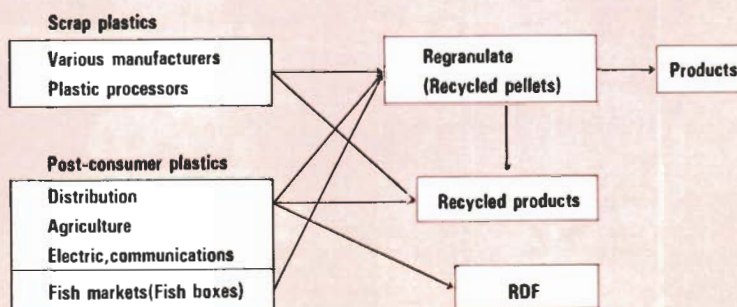 Scrap plastics
Various manufacturers
Plastic processors
Regranulate
(Recycled pellets)
Products
Post-consumer plastics
Distribution
Agriculture
Electric,communications
Fish markets(Fish boxes)
Recycled products
RDF